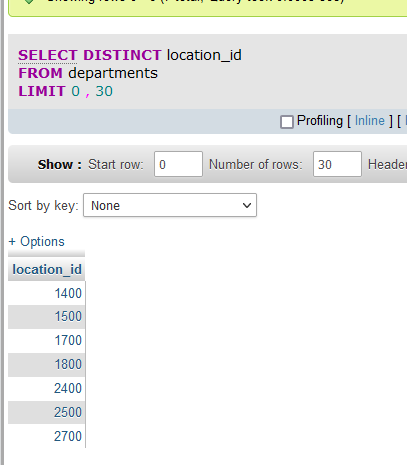 SELECT DISTINCT location_id
FROM departments
LIMIT 0 , 30
Profiling [ Inline ] [
Show : Start row: 0 Number of rows: 30 Header
Sort by key: None
+ Options
location_id
1400
1500
1700
1800
2400
2500
2700